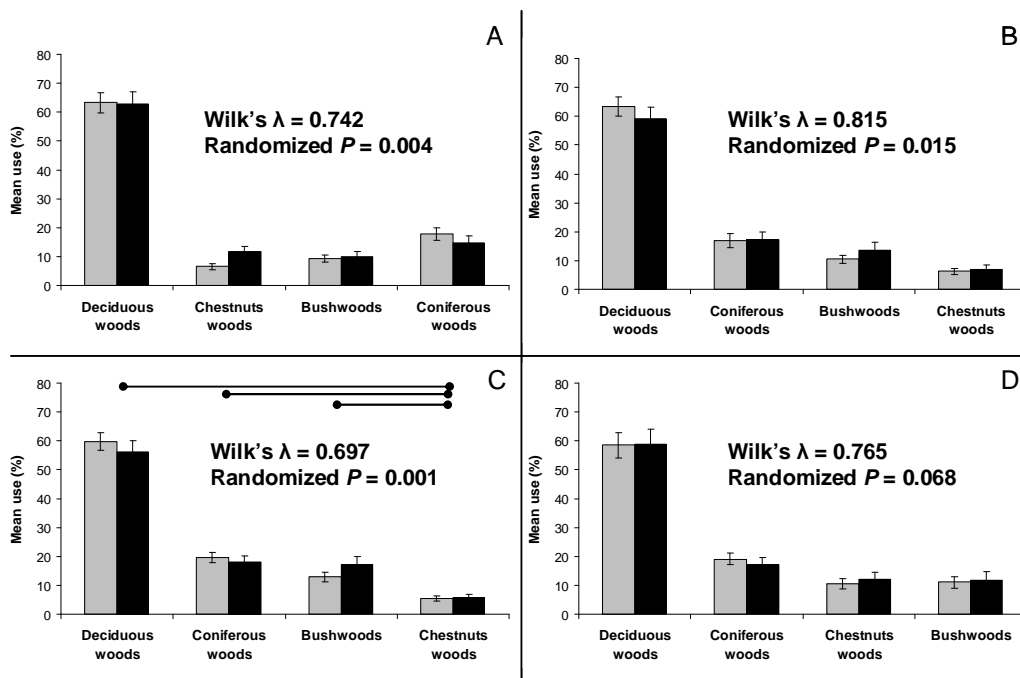 A
Mean use (%)
80
70
60
50
40
30
20
10
0
Wilk's λ = 0.742
Randomized P = 0.004
Deciduous woods
Chestnuts woods
Bushwoods
Coniferous woods
B
Mean use (%)
80
70
60
50
40
30
20
10
0
Wilk's λ = 0.815
Randomized P = 0.015
Deciduous woods
Coniferous woods
Bushwoods
Chestnuts woods
C
Mean use (%)
80
70
60
50
40
30
20
10
0
Wilk's λ = 0.697
Randomized P = 0.001
Deciduous woods
Coniferous woods
Bushwoods
Chestnuts woods
D
Mean use (%)
80
70
60
50
40
30
20
10
0
Wilk's λ = 0.765
Randomized P = 0.068
Deciduous woods
Coniferous woods
Chestnuts woods
Bushwoods